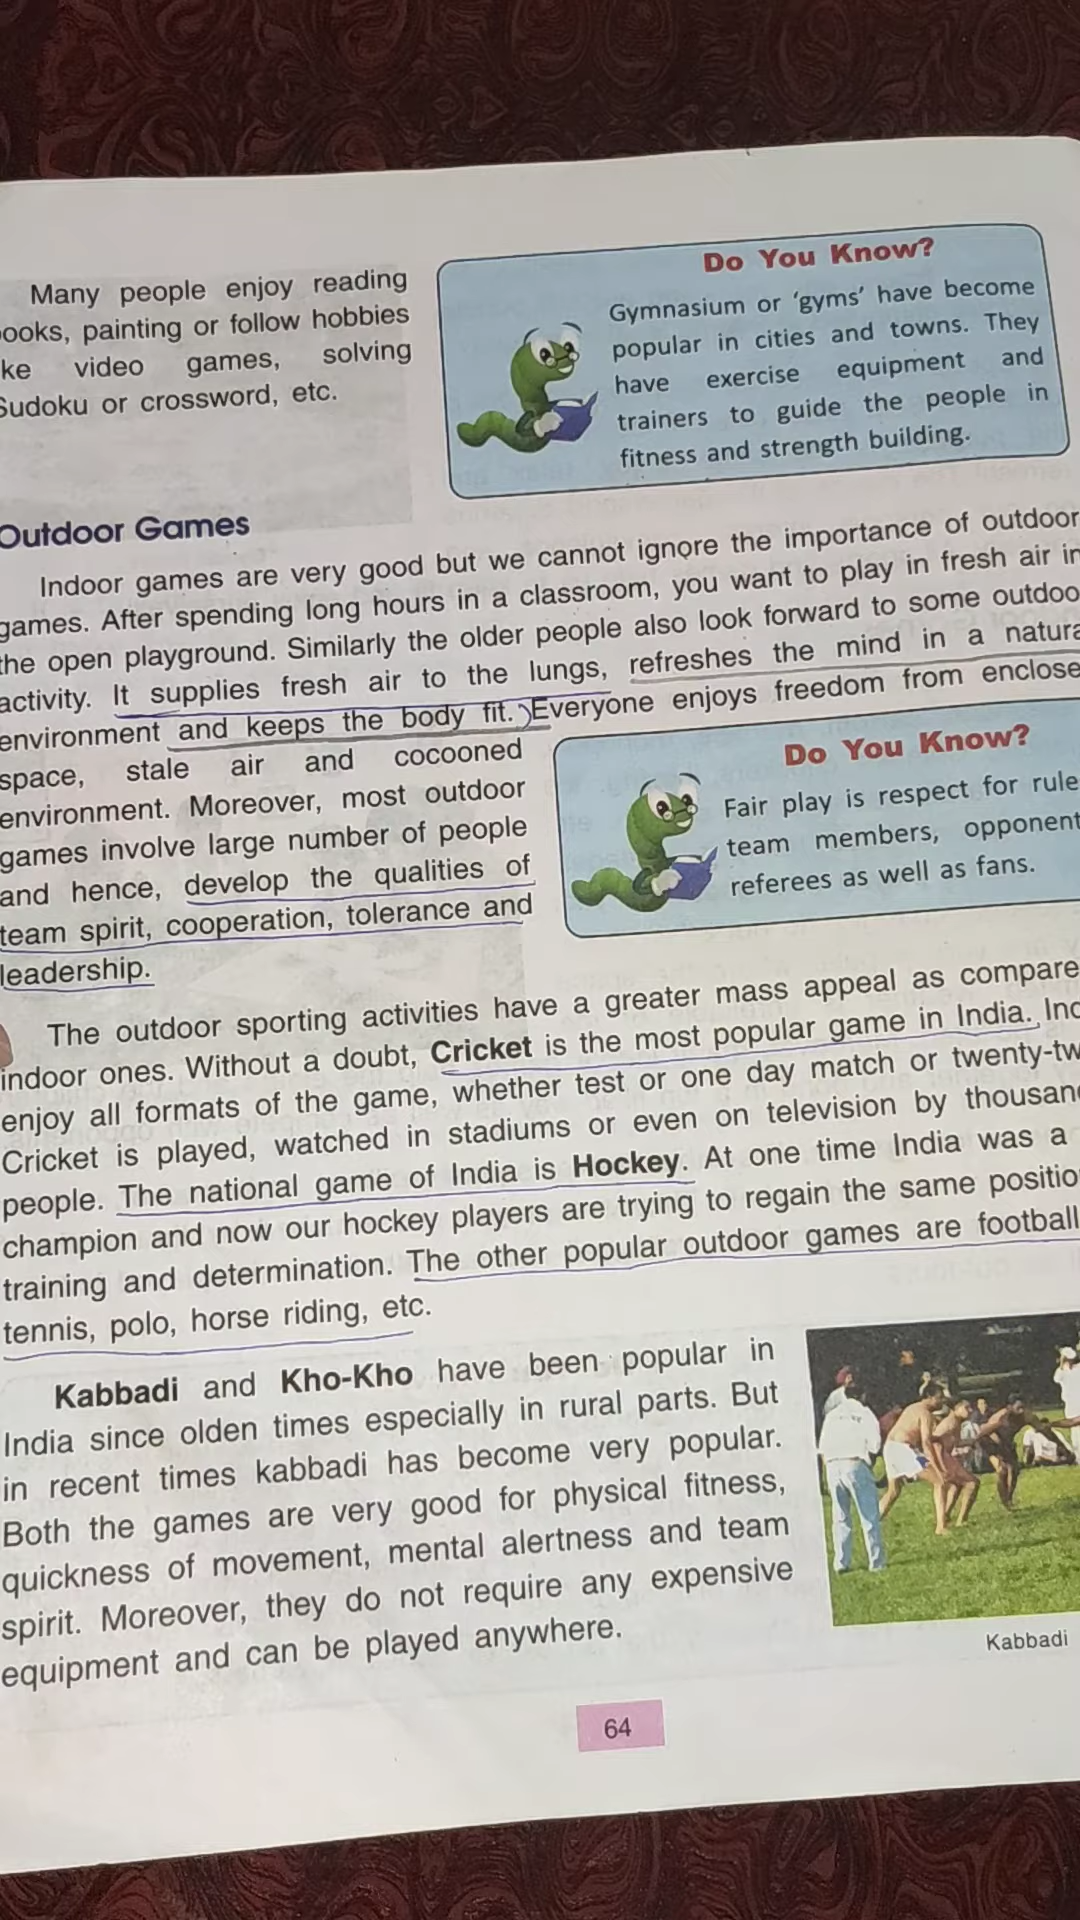 Many people enjoy reading
ooks, painting or follow hobbies
ke video games, solving
Sudoku or crossword, etc.
Do You Know?
Gymnasium or ‘gyms’ have become
popular in cities and towns. They
have exercise equipment and
trainers to guide the people in
fitness and strength building.
Outdoor Games
Indoor games are very good but we cannot ignore the importance of outdoor
games. After spending long hours in a classroom, you want to play in fresh air in
the open playground. Similarly the older people also look forward to some outdoo
activity. It supplies fresh air to the lungs, refreshes the mind in a natura
environment and keeps the body fit. Everyone enjoys freedom from enclose
space, stale air and cocooned
environment. Moreover, most outdoor
games involve large number of people
and hence, develop the qualities of
team spirit, cooperation, tolerance and
leadership.
Do You Know?
Fair play is respect for rule
team members, opponent
referees as well as fans.
The outdoor sporting activities have a greater mass appeal as compare
indoor ones. Without a doubt, Cricket is the most popular game in India. Ind
enjoy all formats of the game, whether test or one day match or twenty-tw
Cricket is played, watched in stadiums or even on television by thousan
people. The national game of India is Hockey. At one time India was a
champion and now our hockey players are trying to regain the same positio
training and determination. The other popular outdoor games are football
tennis, polo, horse riding, etc.
Kabbadi and Kho-Kho have been popular in
India since olden times especially in rural parts. But
in recent times kabbadi has become very popular.
Both the games are very good for physical fitness,
quickness of movement, mental alertness and team
spirit. Moreover, they do not require any expensive
equipment and can be played anywhere.
Kabbadi
64